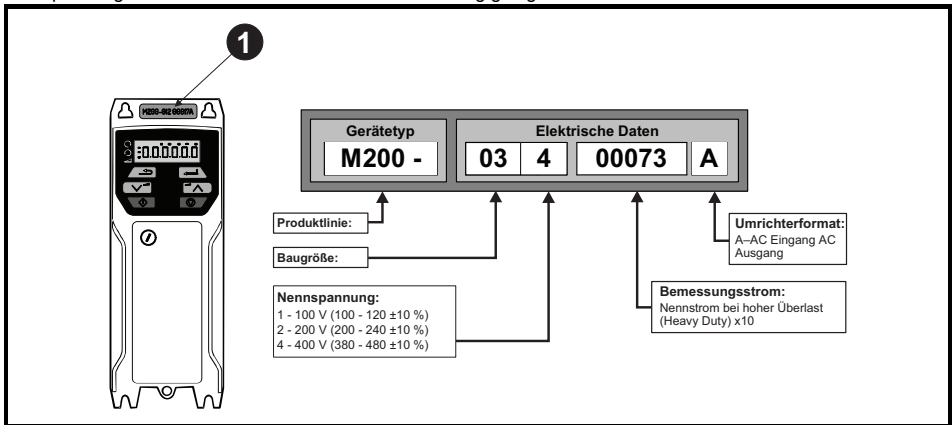 1
Gerätetyp
Elektrische Daten
M200 -
03 4 00073 A
Produktlinie:
Baugröße:
Nennspannung:
1 - 100 V (100 - 120 ±10 %)
2 - 200 V (200 - 240 ±10 %)
4 - 400 V (380 - 480 ±10 %)
Umrichterformat:
A–AC Eingang AC
Ausgang
Bemessungsstrom:
Nennstrom bei hoher Überlast
(Heavy Duty) x10